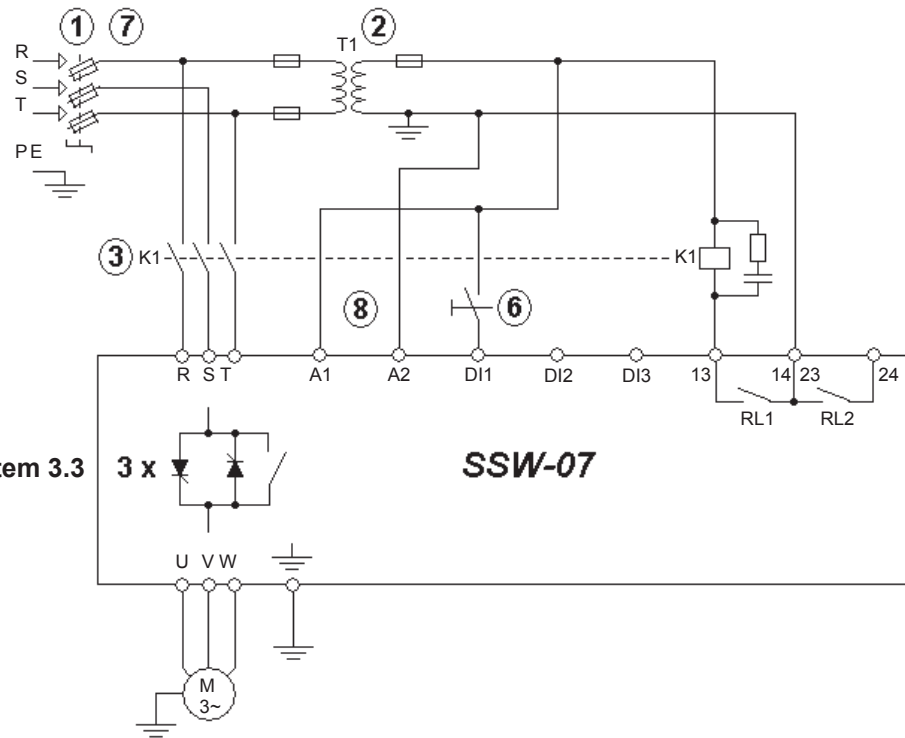 1 7 2
T1
R
S
T
PE
3 K1 K1
8 6
R S T A1 A2 DI1 DI2 DI3 13 14 23 24
RL1 RL2
tem 3.3 3 x SSW-07
U V W
M
3~